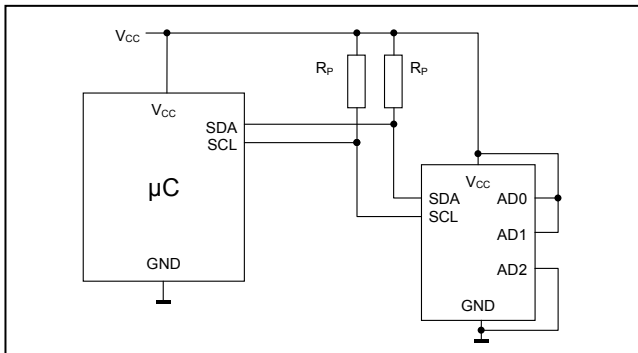 VCC
RP
RP
VCC
SDA
SCL
µC
GND
VCC
SDA
SCL
AD0
AD1
AD2
GND